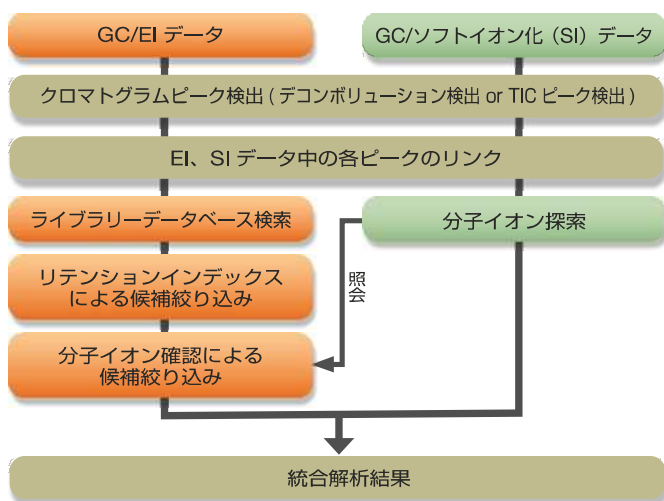 GC/EI データ
GC/ソフトイオン化（SI）データ
クロマトグラムピーク検出 ( デコンボリューション検出 or TIC ピーク検出 )
EI、SI データ中の各ピークのリンク
ライブラリーデータベース検索
分子イオン探索
リテンションインデックス
による候補絞り込み
照会
分子イオン確認による
候補絞り込み
統合解析結果